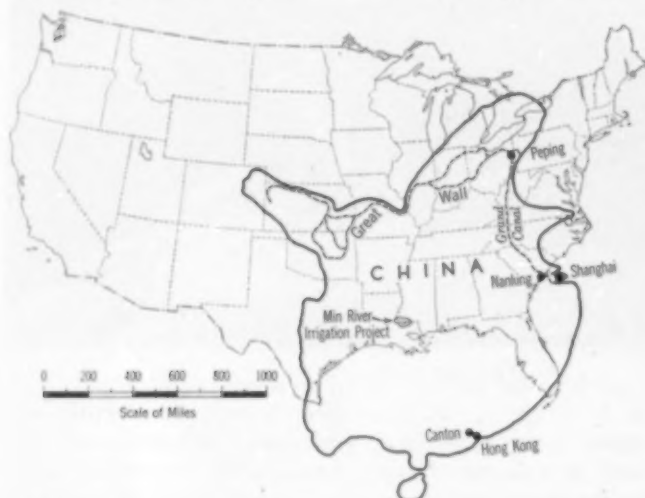 Peping
Great Wall
Grand Canal
CHINA
Nanking
Shanghai
Min River
Irrigation Project
0 200 400 600 800 1000
Scale of Miles
Canton
Hong Kong